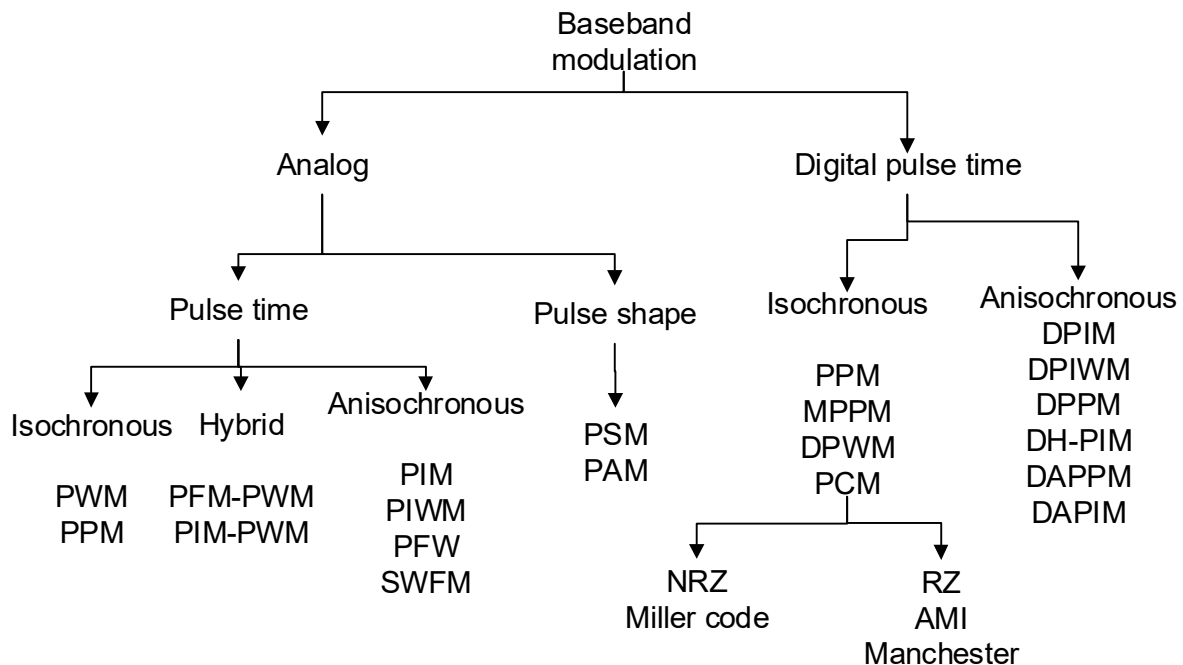 Baseband
modulation
Analog
Digital pulse time
Pulse time
Pulse shape
Isochronous
Anisochronous
DPIM
DPIWM
DPPM
DH-PIM
DAPPM
DAPIM
PPM
MPPM
DPWM
PCM
Isochronous
Hybrid
Anisochronous
PWM
PPM
PFM-PWM
PIM-PWM
PIM
PIWM
PFW
SWFM
PSM
PAM
NRZ
Miller code
RZ
AMI
Manchester